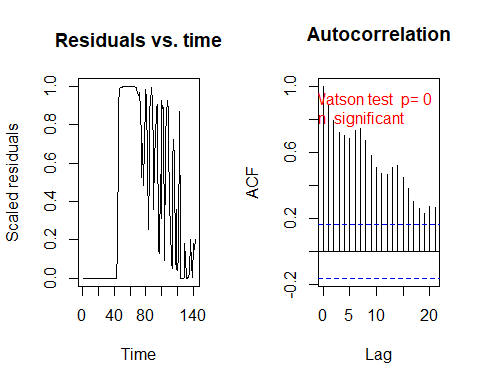 Residuals vs. time
Scaled residuals
0.0 0.2 0.4 0.6 0.8 1.0
0 40 80 140
Time
Autocorrelation
Watson test p= 0
n significant
ACF
-0.2 0.2 0.6 1.0
0 5 10 20
Lag